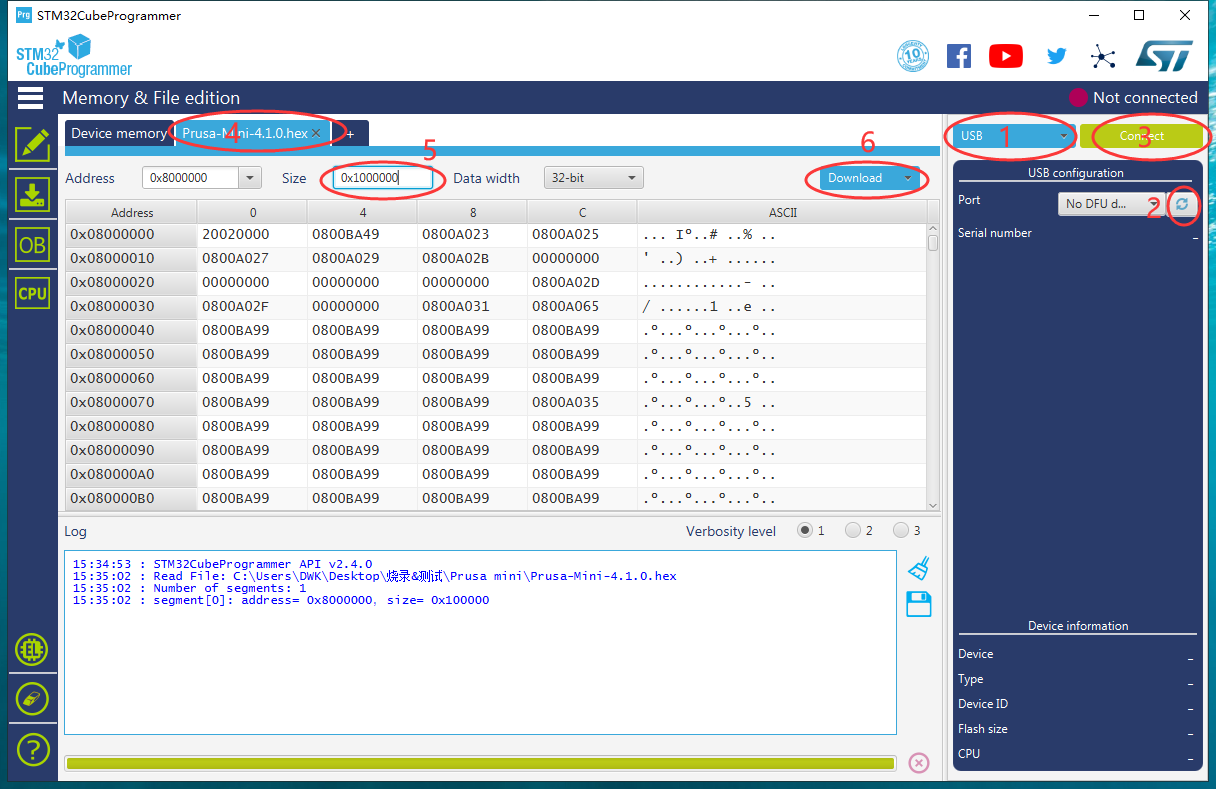 Prg STM32CubeProgrammer
STM32
CubeProgrammer
10 YEARS
Memory & File edition
Not connected
Device memory Prusa-Mini-4.1.0.hex × +
4
5
6
USB
1
Connect
3
Address 0x8000000 Size 0x1000000 Data width 32-bit Download
USB configuration
Port No DFU d...
2
Serial number _
Address 0 4 8 C ASCII
0x08000000 20020000 0800BA49 0800A023 0800A025 ... Iº..# ..% ..
0x08000010 0800A027 0800A029 0800A02B 00000000 ' ..) ..+ ......
0x08000020 00000000 00000000 00000000 0800A02D ............- ..
0x08000030 0800A02F 00000000 0800A031 0800A065 / ......1 ..e ..
0x08000040 0800BA99 0800BA99 0800BA99 0800BA99 .º...º...º...º..
0x08000050 0800BA99 0800BA99 0800BA99 0800BA99 .º...º...º...º..
0x08000060 0800BA99 0800BA99 0800BA99 0800BA99 .º...º...º...º..
0x08000070 0800BA99 0800BA99 0800BA99 0800A035 .º...º...º..5 ..
0x08000080 0800BA99 0800BA99 0800BA99 0800BA99 .º...º...º...º..
0x08000090 0800BA99 0800BA99 0800BA99 0800BA99 .º...º...º...º..
0x080000A0 0800BA99 0800BA99 0800BA99 0800BA99 .º...º...º...º..
0x080000B0 0800BA99 0800BA99 0800BA99 0800BA99 .º...º...º...º..
OB
CPU
Log Verbosity level 1 2 3
15:34:53 : STM32CubeProgrammer API v2.4.0
15:35:02 : Read File: C:\Users\DWK\Desktop\烧录&测试\Prusa mini\Prusa-Mini-4.1.0.hex
15:35:02 : Number of segments: 1
15:35:02 : segment[0]: address= 0x8000000, size= 0x100000
Device information
Device _
Type _
Device ID _
Flash size _
CPU _
?